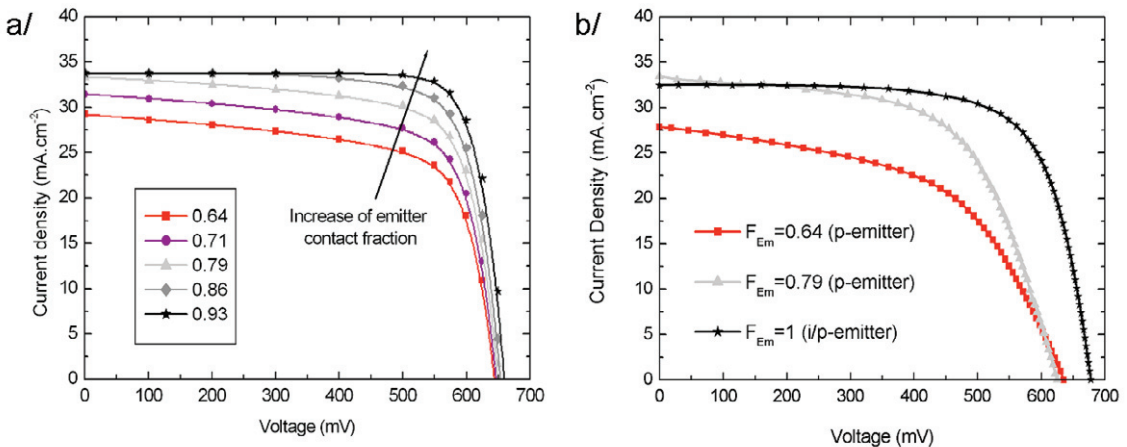 a/
40
35
30
25
20
15
10
5
0
Current density (mA.cm-2)
0.64
0.71
0.79
0.86
0.93
Increase of emitter
contact fraction
0 100 200 300 400 500 600 700
Voltage (mV)
b/
40
35
30
25
20
15
10
5
0
Current Density (mA.cm-2)
FEm=0.64 (p-emitter)
FEm=0.79 (p-emitter)
FEm=1 (i/p-emitter)
0 100 200 300 400 500 600 700
Voltage (mV)